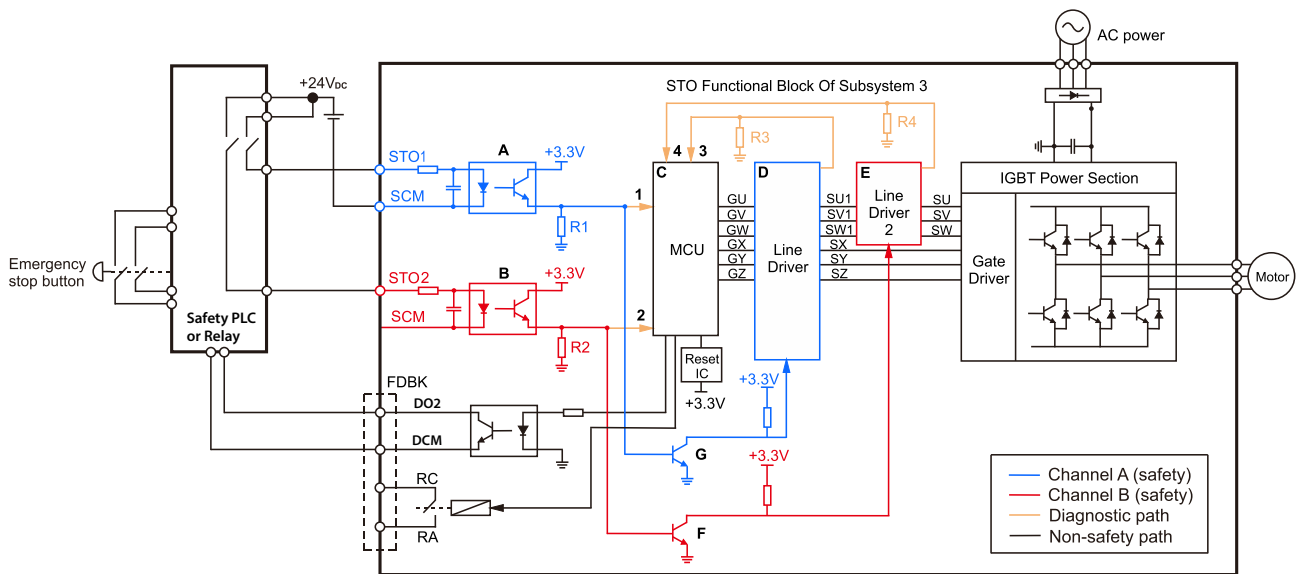 AC power
+24VDC
STO Functional Block Of Subsystem 3
R4
R3
STO1
A
+3.3V
4
3
C
D
E
IGBT Power Section
SCM
1
R1
GU
GV
GW
GX
GY
GZ
MCU
Line
Driver
SU1
SV1
SW1
SX
SY
SZ
Line
Driver
2
SU
SV
SW
Gate
Driver
Motor
Emergency
stop button
STO2
B
+3.3V
SCM
2
R2
Safety PLC
or Relay
Reset
IC
+3.3V
+3.3V
FDBK
DO2
DCM
G
+3.3V
RC
RA
F
Channel A (safety)
Channel B (safety)
Diagnostic path
Non-safety path